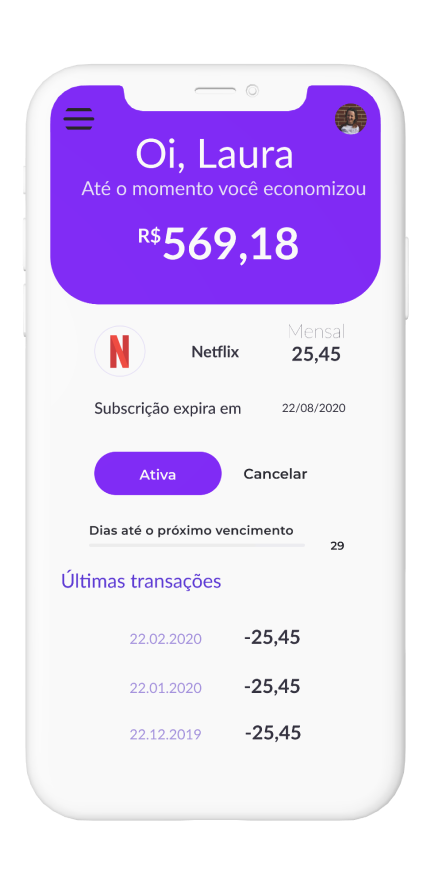 Oi, Laura
Até o momento você economizou
R$569,18
Mensal
N Netflix 25,45
Subscrição expira em 22/08/2020
Ativa Cancelar
Dias até o próximo vencimento
29
Últimas transações
22.02.2020 -25,45
22.01.2020 -25,45
22.12.2019 -25,45